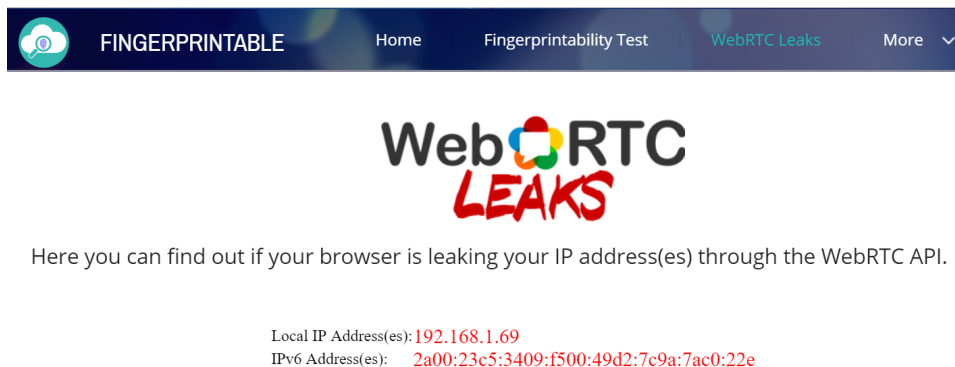 FINGERPRINTABLE Home Fingerprintability Test WebRTC Leaks More
Web RTC
LEAKS
Here you can find out if your browser is leaking your IP address(es) through the WebRTC API.
Local IP Address(es): 192.168.1.69
IPv6 Address(es): 2a00:23c5:3409:f500:49d2:7c9a:7ac0:22e